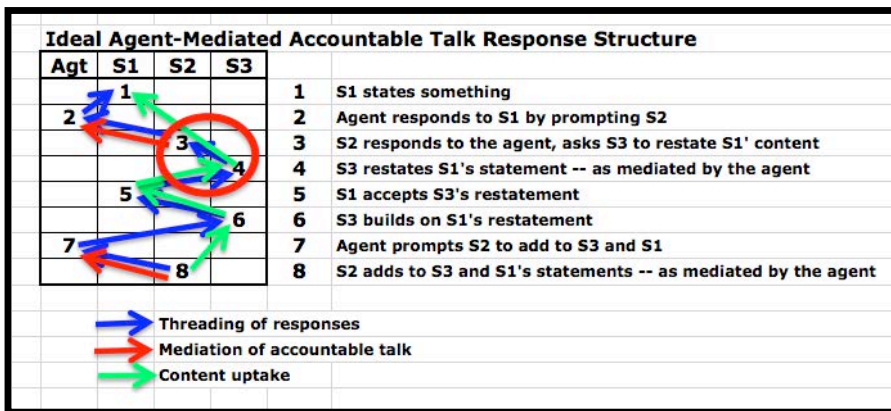 Ideal Agent-Mediated Accountable Talk Response Structure
Agt S1 S2 S3
1 1 S1 states something
2 2 Agent responds to S1 by prompting S2
3 3 S2 responds to the agent, asks S3 to restate S1' content
4 4 S3 restates S1's statement -- as mediated by the agent
5 5 S1 accepts S3's restatement
6 6 S3 builds on S1's restatement
7 7 Agent prompts S2 to add to S3 and S1
8 8 S2 adds to S3 and S1's statements -- as mediated by the agent
Threading of responses
Mediation of accountable talk
Content uptake